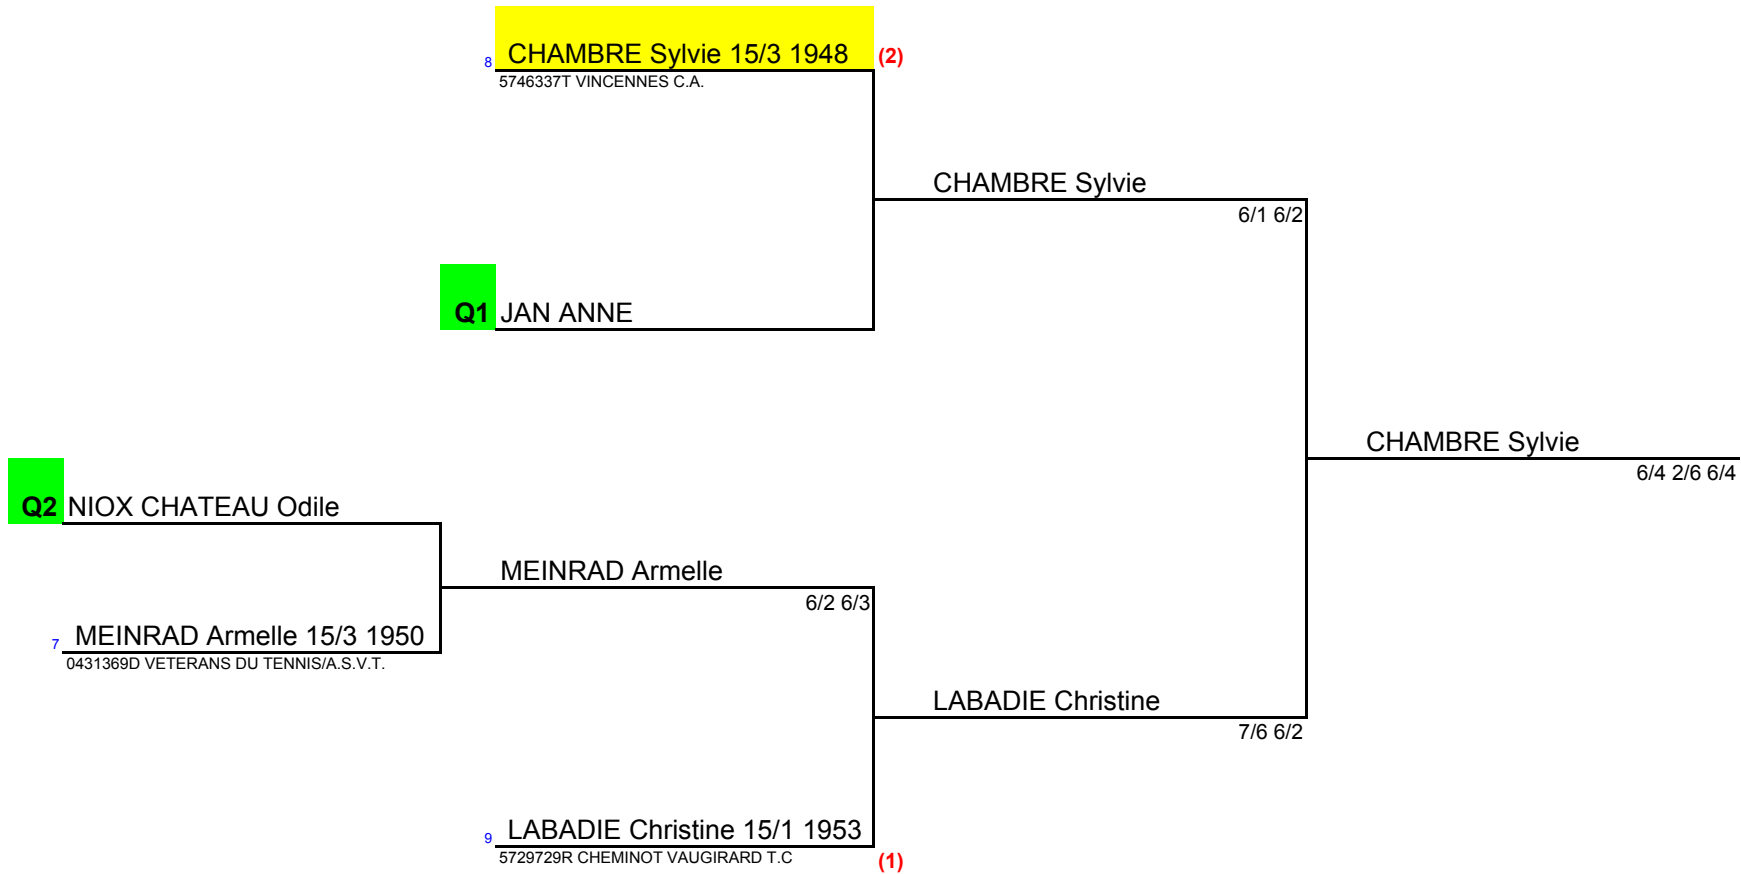 8 CHAMBRE Sylvie 15/3 1948 (2)
5746337T VINCENNES C.A.
CHAMBRE Sylvie
6/1 6/2
Q1 JAN ANNE
CHAMBRE Sylvie
6/4 2/6 6/4
Q2 NIOX CHATEAU Odile
MEINRAD Armelle
6/2 6/3
7 MEINRAD Armelle 15/3 1950
0431369D VETERANS DU TENNIS/A.S.V.T.
LABADIE Christine
7/6 6/2
9 LABADIE Christine 15/1 1953
5729729R CHEMINOT VAUGIRARD T.C (1)